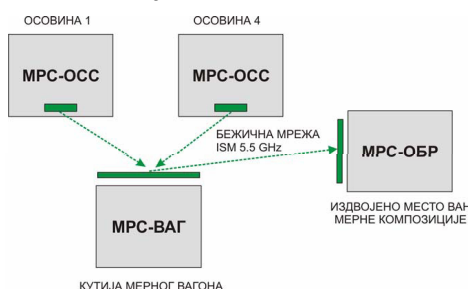 ОСОВИНА 1
ОСОВИНА 4
МРС-ОСС
МРС-ОСС
БЕЖИЧНА МРЕЖА
ISM 5.5 GHz
МРС-ОБР
ИЗДВОЈЕНО МЕСТО ВАН
МЕРНЕ КОМПОЗИЦИЈЕ
МРС-ВАГ
КУТИЈА МЕРНОГ ВАГОНА